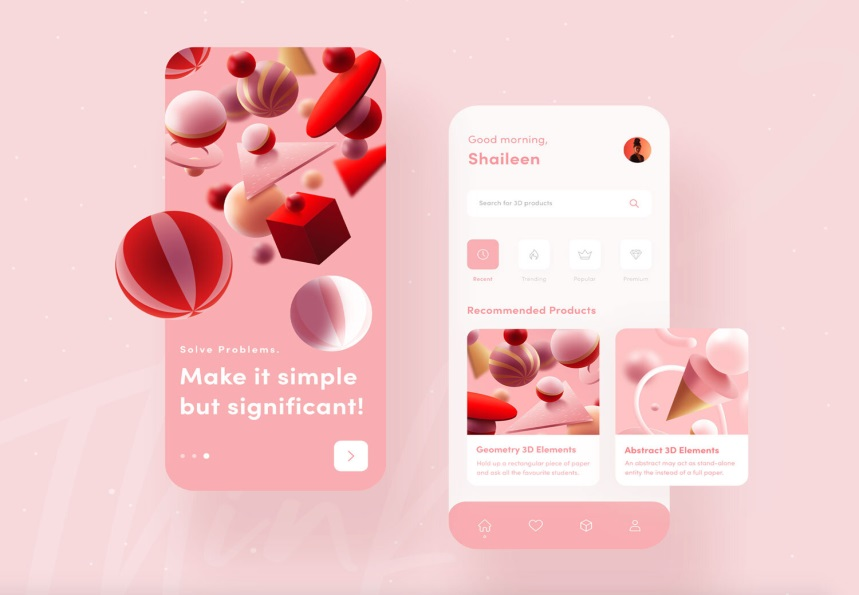 Solve Problems.
Make it simple
but significant!
Good morning,
Shaileen
Search for 3D products
Recent
Trending
Popular
Premium
Recommended Products
Geometry 3D Elements
Hold up a rectangular piece of paper
and ask all the favourite students.
Abstract 3D Elements
An abstract may act as stand-alone
entity the instead of a full paper.
Think